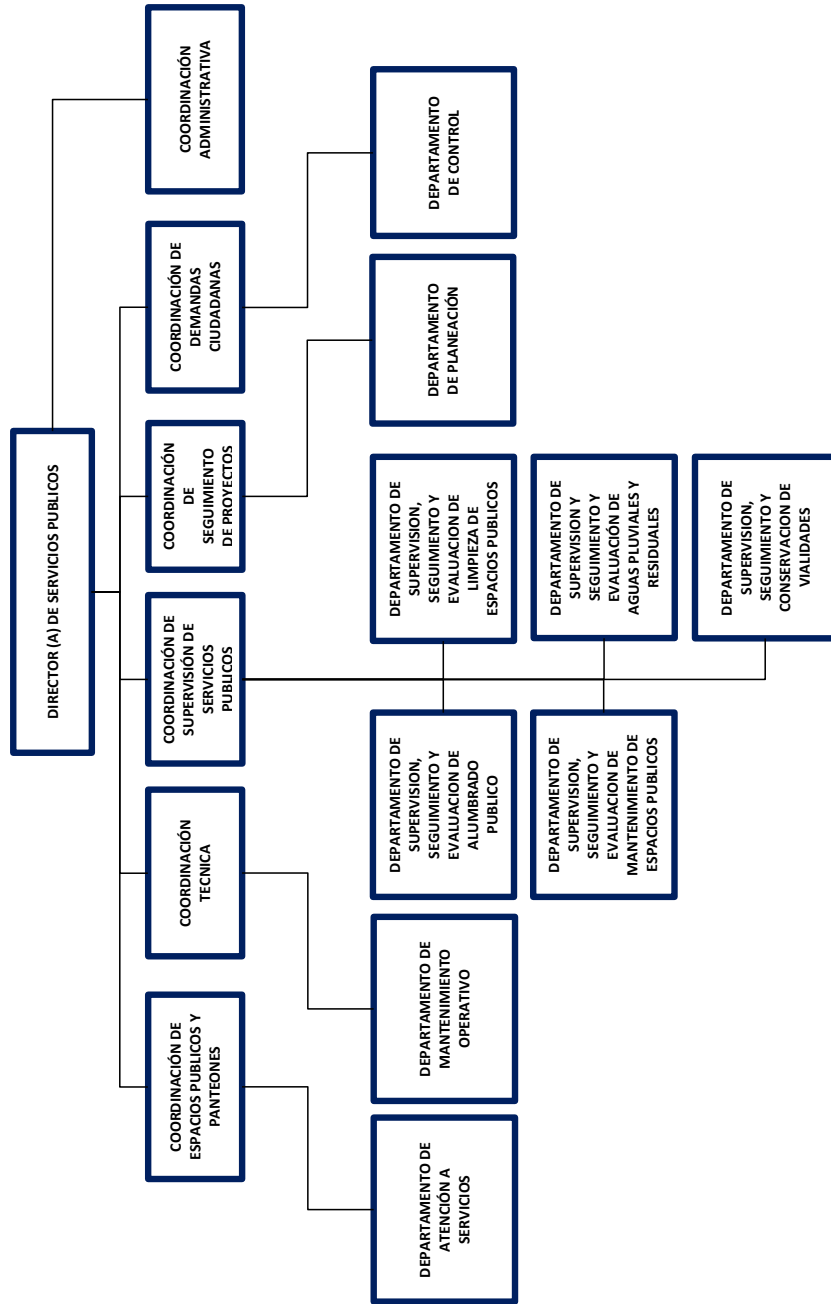 DIRECTOR (A) DE SERVICIOS PUBLICOS
COORDINACIÓN DE
ESPACIOS PUBLICOS Y
PANTEONES
COORDINACIÓN
TECNICA
COORDINACIÓN DE
SUPERVISIÓN DE
SERVICIOS
PUBLICOS
COORDINACIÓN
DE
SEGUIMIENTO
DE PROYECTOS
COORDINACIÓN DE
DEMANDAS
CIUDADANAS
COORDINACIÓN
ADMINISTRATIVA
DEPARTAMENTO DE
ATENCIÓN A
SERVICIOS
DEPARTAMENTO DE
MANTENIMIENTO
OPERATIVO
DEPARTAMENTO DE
SUPERVISION,
SEGUIMIENTO Y
EVALUACION DE
ALUMBRADO
PUBLICO
DEPARTAMENTO DE
SUPERVISION,
SEGUIMIENTO Y
EVALUACION DE
LIMPIEZA DE
ESPACIOS PUBLICOS
DEPARTAMENTO
DE PLANEACIÓN
DEPARTAMENTO
DE CONTROL
DEPARTAMENTO DE
SUPERVISION,
SEGUIMIENTO Y
EVALUACION DE
MANTENIMIENTO DE
ESPACIOS PUBLICOS
DEPARTAMENTO DE
SUPERVISION Y
SEGUIMIENTO Y
EVALUACIÓN DE
AGUAS PLUVIALES Y
RESIDUALES
DEPARTAMENTO DE
SUPERVISION,
SEGUIMIENTO Y
CONSERVACION DE
VIALIDADES